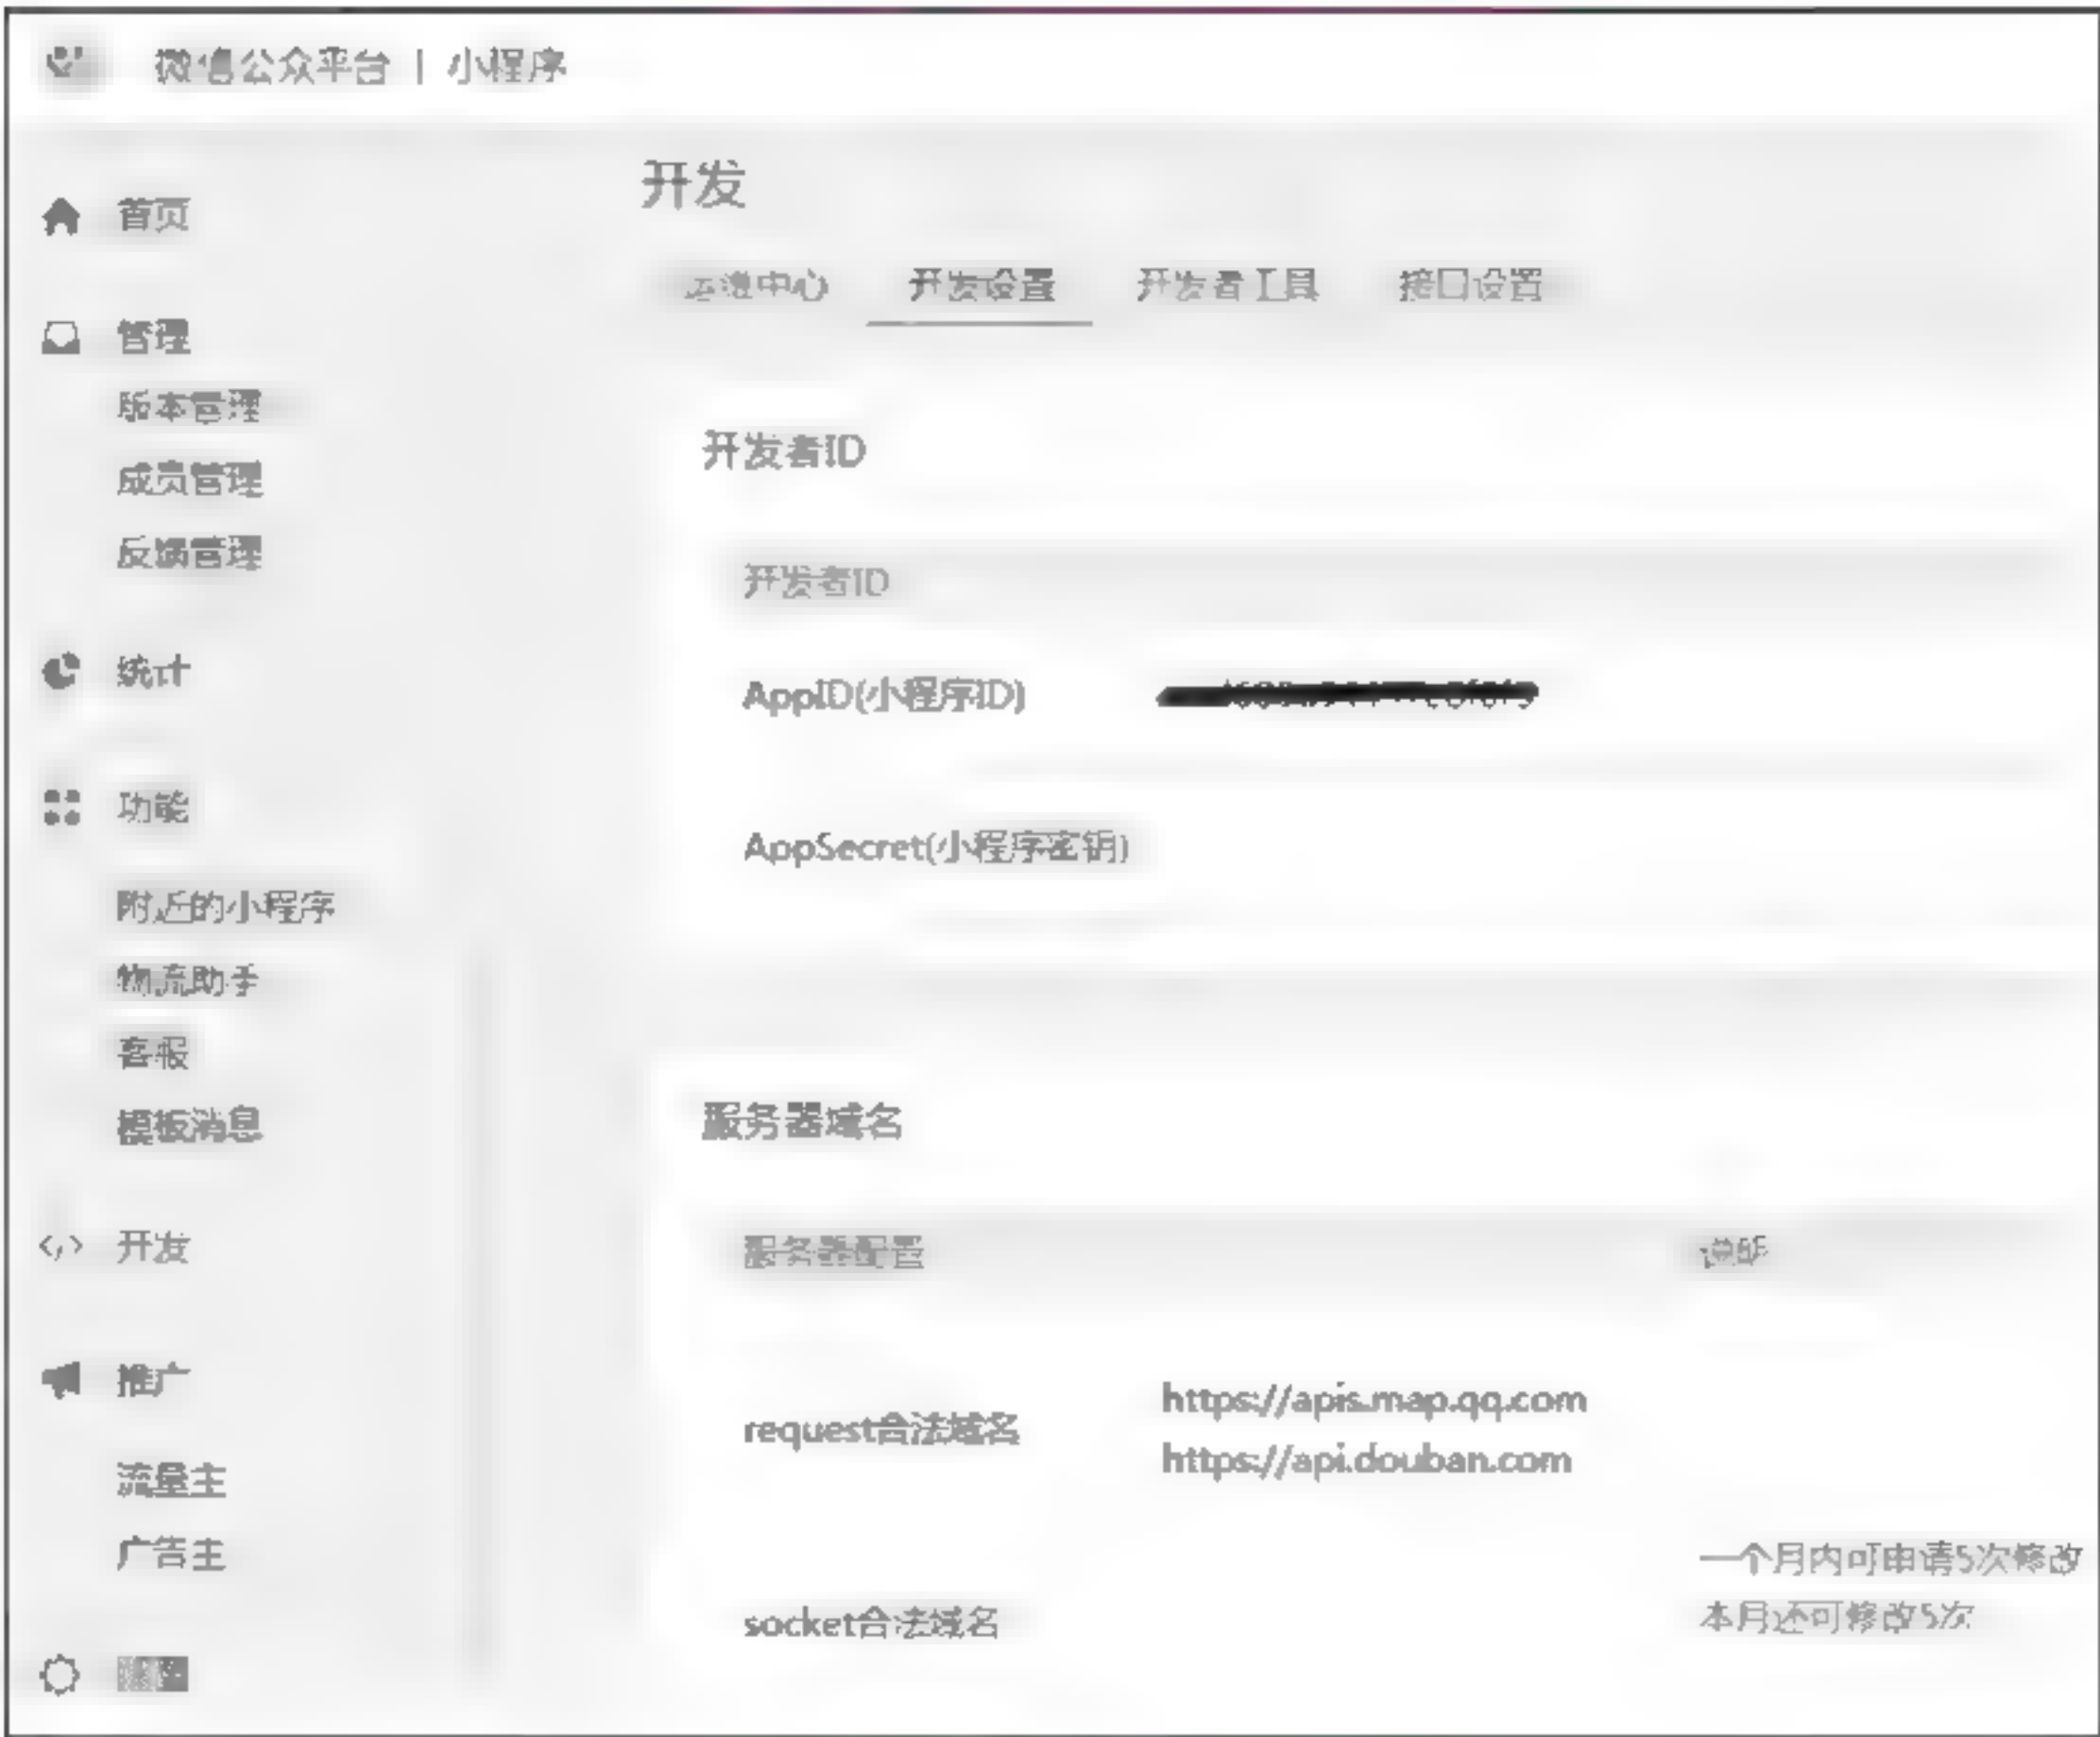 微信公众平台 | 小程序
首页
管理
版本管理
成员管理
反馈管理
统计
功能
附近的小程序
物流助手
客服
模板消息
开发
推广
流量主
广告主
开发
运维中心 开发设置 开发者工具 接口设置
开发者ID
开发者ID
AppID(小程序ID)
AppSecret(小程序密钥)
服务器域名
服务器配置 说明
request合法域名
https://apis.map.qq.com
https://api.douban.com
socket合法域名
一个月内可申请5次修改
本月还可修改5次